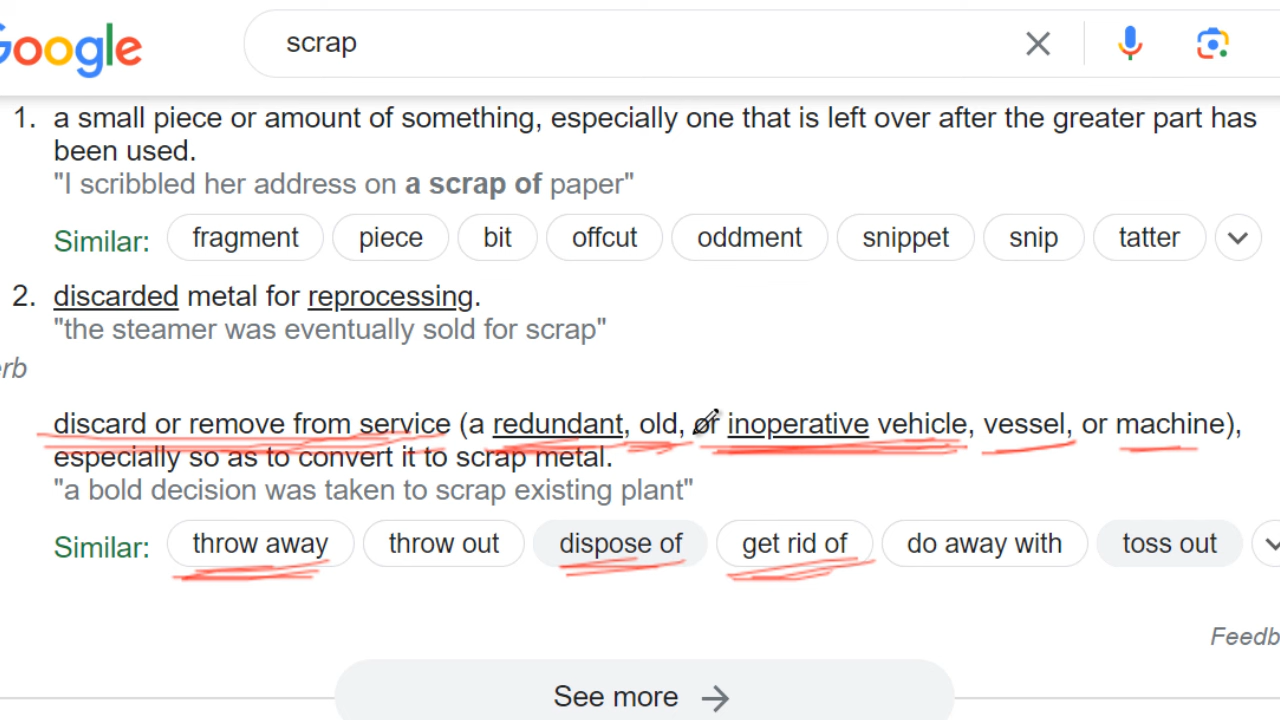 Google
scrap
1. a small piece or amount of something, especially one that is left over after the greater part has
been used.
"I scribbled her address on a scrap of paper"
Similar: fragment piece bit offcut oddment snippet snip tatter
2. discarded metal for reprocessing.
"the steamer was eventually sold for scrap"
erb
discard or remove from service (a redundant, old, or inoperative vehicle, vessel, or machine),
especially so as to convert it to scrap metal.
"a bold decision was taken to scrap existing plant"
Similar: throw away throw out dispose of get rid of do away with toss out
Feedb
See more